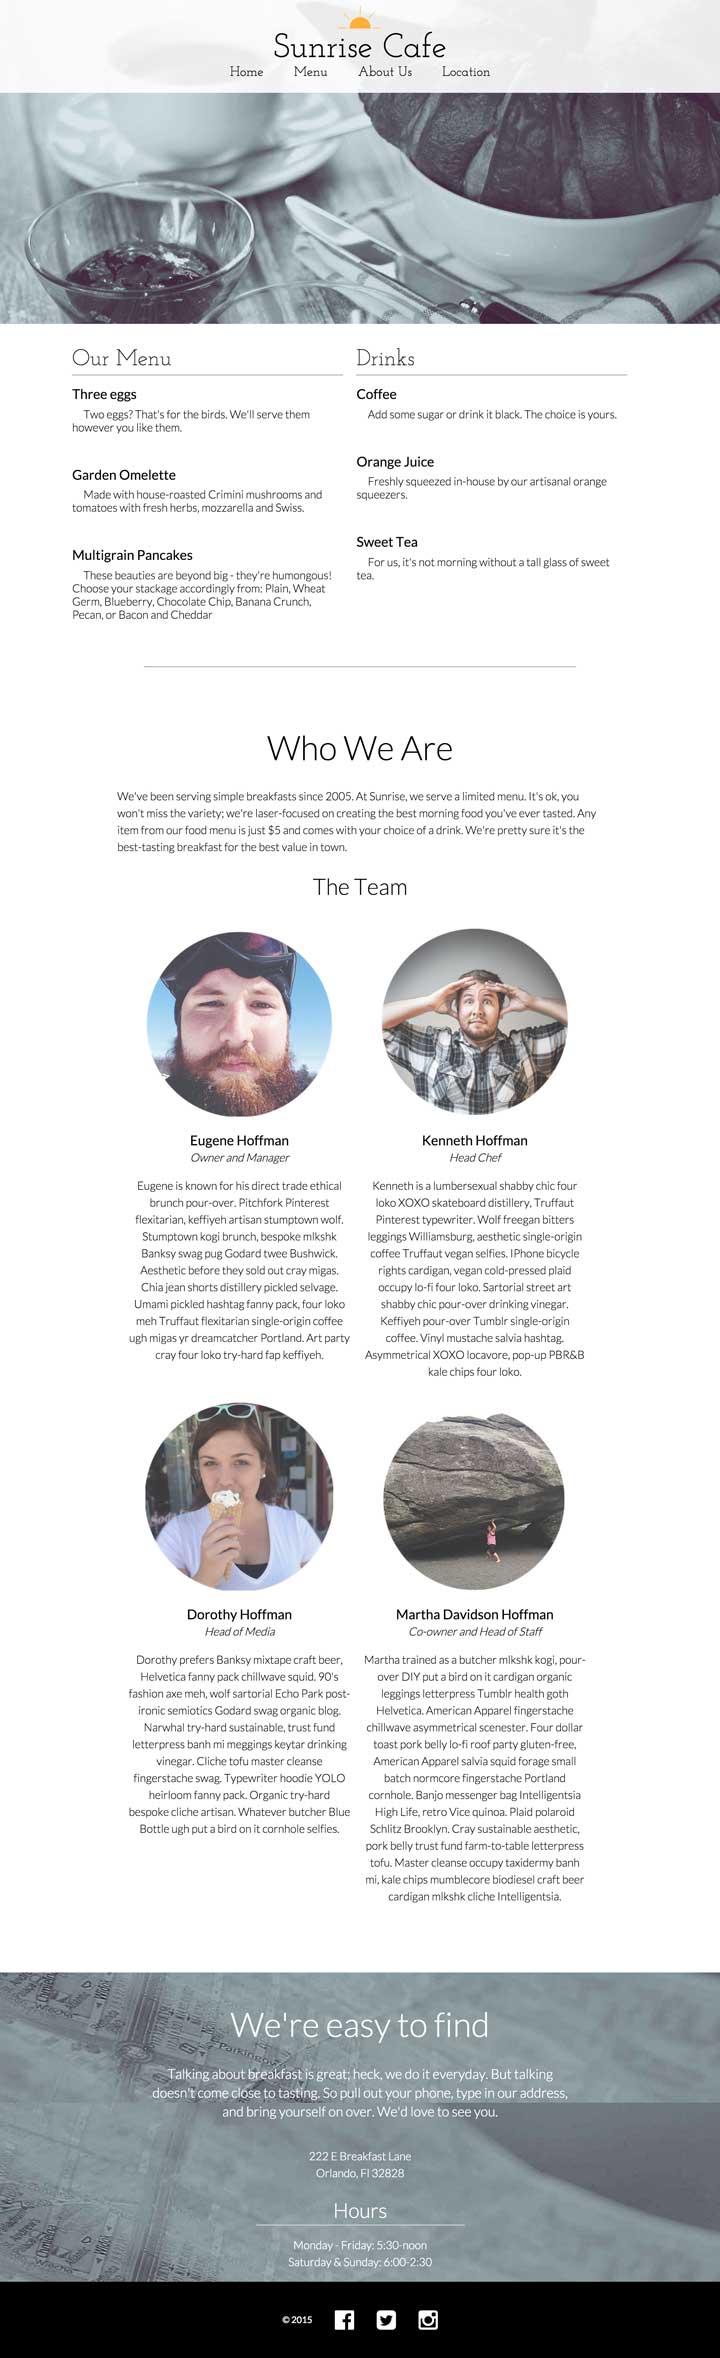 Sunrise Cafe
Home Menu About Us Location
Our Menu
Three eggs
Two eggs? That's for the birds. We'll serve them
however you like them.
Garden Omelette
Made with house-roasted Crimini mushrooms and
tomatoes with fresh herbs, mozzarella and Swiss.
Multigrain Pancakes
These beauties are beyond big - they're humongous!
Choose your stackage accordingly from: Plain, Wheat
Germ, Blueberry, Chocolate Chip, Banana Crunch,
Pecan, or Bacon and Cheddar
Drinks
Coffee
Add some sugar or drink it black. The choice is yours.
Orange Juice
Freshly squeezed in-house by our artisanal orange
squeezers.
Sweet Tea
For us, it's not morning without a tall glass of sweet
tea.
Who We Are
We've been serving simple breakfasts since 2005. At Sunrise, we serve a limited menu. It's ok, you
won't miss the variety; we're laser-focused on creating the best morning food you've ever tasted. Any
item from our food menu is just $5 and comes with your choice of a drink. We're pretty sure it's the
best-tasting breakfast for the best value in town.
The Team
Eugene Hoffman
Owner and Manager
Eugene is known for his direct trade ethical
brunch pour-over. Pitchfork Pinterest
flexitarian, keffiyeh artisan stumptown wolf.
Stumptown kogi brunch, bespoke mlkshk
Banksy swag pug Godard twee Bushwick.
Aesthetic before they sold out cray migas.
Chia jean shorts distillery pickled selvage.
Umami pickled hashtag fanny pack, four loko
meh Truffaut flexitarian single-origin coffee
ugh migas yr dreamcatcher Portland. Art party
cray four loko try-hard fap keffiyeh.
Kenneth Hoffman
Head Chef
Kenneth is a lumbersexual shabby chic four
loko XOXO skateboard distillery, Truffaut
Pinterest typewriter. Wolf freegan bitters
leggings Williamsburg, aesthetic single-origin
coffee Truffaut vegan selfies. IPhone bicycle
rights cardigan, vegan cold-pressed plaid
occupy lo-fi four loko. Sartorial street art
shabby chic pour-over drinking vinegar.
Keffiyeh pour-over Tumblr single-origin
coffee. Vinyl mustache salvia hashtag.
Asymmetrical XOXO locavore, pop-up PBR&B
kale chips four loko.
Dorothy Hoffman
Head of Media
Dorothy prefers Banksy mixtape craft beer,
Helvetica fanny pack chillwave squid. 90's
fashion axe meh, wolf sartorial Echo Park post-
ironic semiotics Godard swag organic blog.
Narwhal try-hard sustainable, trust fund
letterpress banh mi meggings keytar drinking
vinegar. Cliche tofu master cleanse
fingerstache swag. Typewriter hoodie YOLO
heirloom fanny pack. Organic try-hard
bespoke cliche artisan. Whatever butcher Blue
Bottle ugh put a bird on it cornhole selfies.
Martha Davidson Hoffman
Co-owner and Head of Staff
Martha trained as a butcher mlkshk kogi, pour-
over DIY put a bird on it cardigan organic
leggings letterpress Tumblr health goth
Helvetica. American Apparel fingerstache
chillwave asymmetrical scenester. Four dollar
toast pork belly lo-fi roof party gluten-free,
American Apparel salvia squid forage small
batch normcore fingerstache Portland
cornhole. Banjo messenger bag Intelligentsia
High Life, retro Vice quinoa. Plaid polaroid
Schlitz Brooklyn. Cray sustainable aesthetic,
pork belly trust fund farm-to-table letterpress
tofu. Master cleanse occupy taxidermy banh
mi, kale chips mumblecore biodiesel craft beer
cardigan mlkshk cliche Intelligentsia.
We're easy to find
Talking about breakfast is great; heck, we do it everyday. But talking
doesn't come close to tasting. So pull out your phone, type in our address,
and bring yourself on over. We'd love to see you.
222 E Breakfast Lane
Orlando, Fl 32828
Hours
Monday - Friday: 5:30-noon
Saturday & Sunday: 6:00-2:30
© 2015